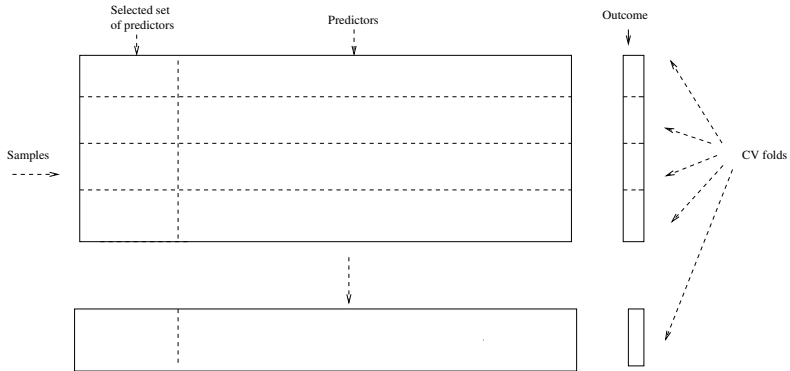 Selected set
of predictors
Predictors
Outcome
Samples
CV folds